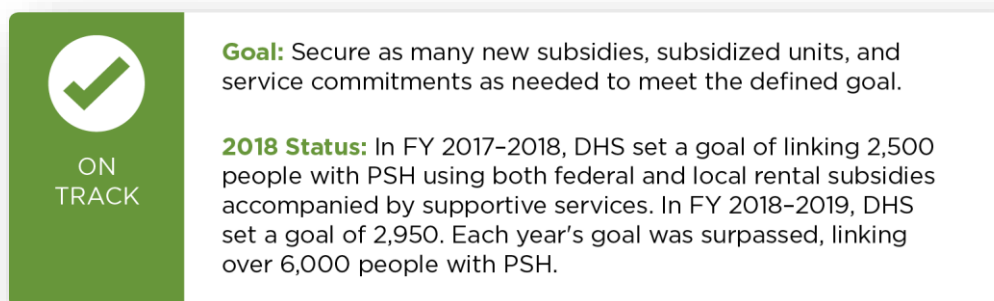 ON
TRACK
Goal: Secure as many new subsidies, subsidized units, and
service commitments as needed to meet the defined goal.
2018 Status: In FY 2017–2018, DHS set a goal of linking 2,500
people with PSH using both federal and local rental subsidies
accompanied by supportive services. In FY 2018–2019, DHS
set a goal of 2,950. Each year's goal was surpassed, linking
over 6,000 people with PSH.